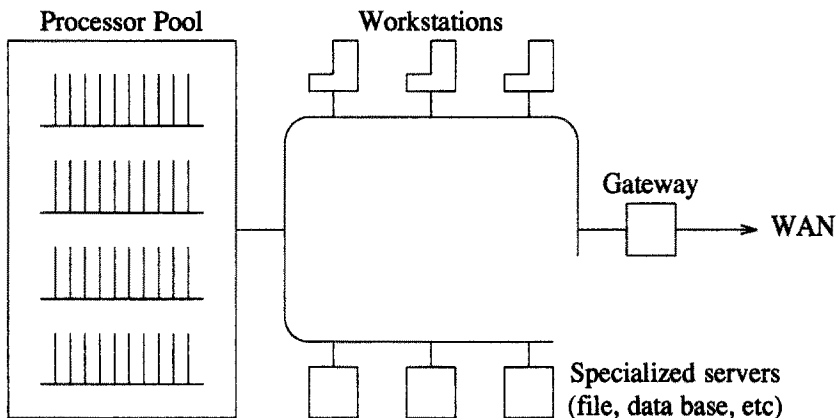 Processor Pool
Workstations
Gateway
WAN
Specialized servers
(file, data base, etc)